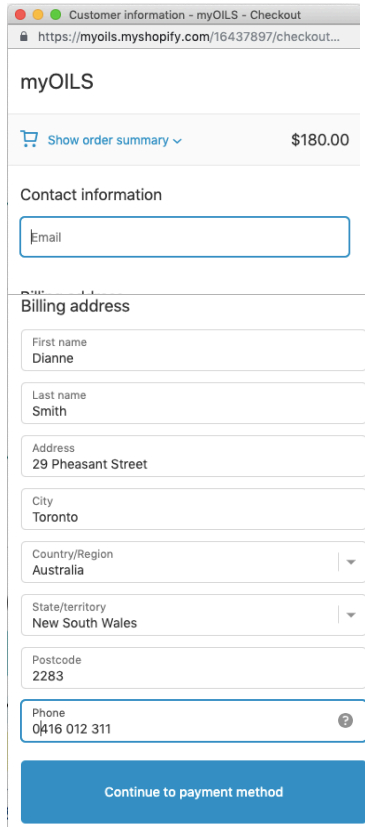 Customer information - myOILS - Checkout
https://myoils.myshopify.com/16437897/checkout...
myOILS
Show order summary
$180.00
Contact information
Email
Billing address
First name
Dianne
Last name
Smith
Address
29 Pheasant Street
City
Toronto
Country/Region
Australia
State/territory
New South Wales
Postcode
2283
Phone
0416 012 311
?
Continue to payment method